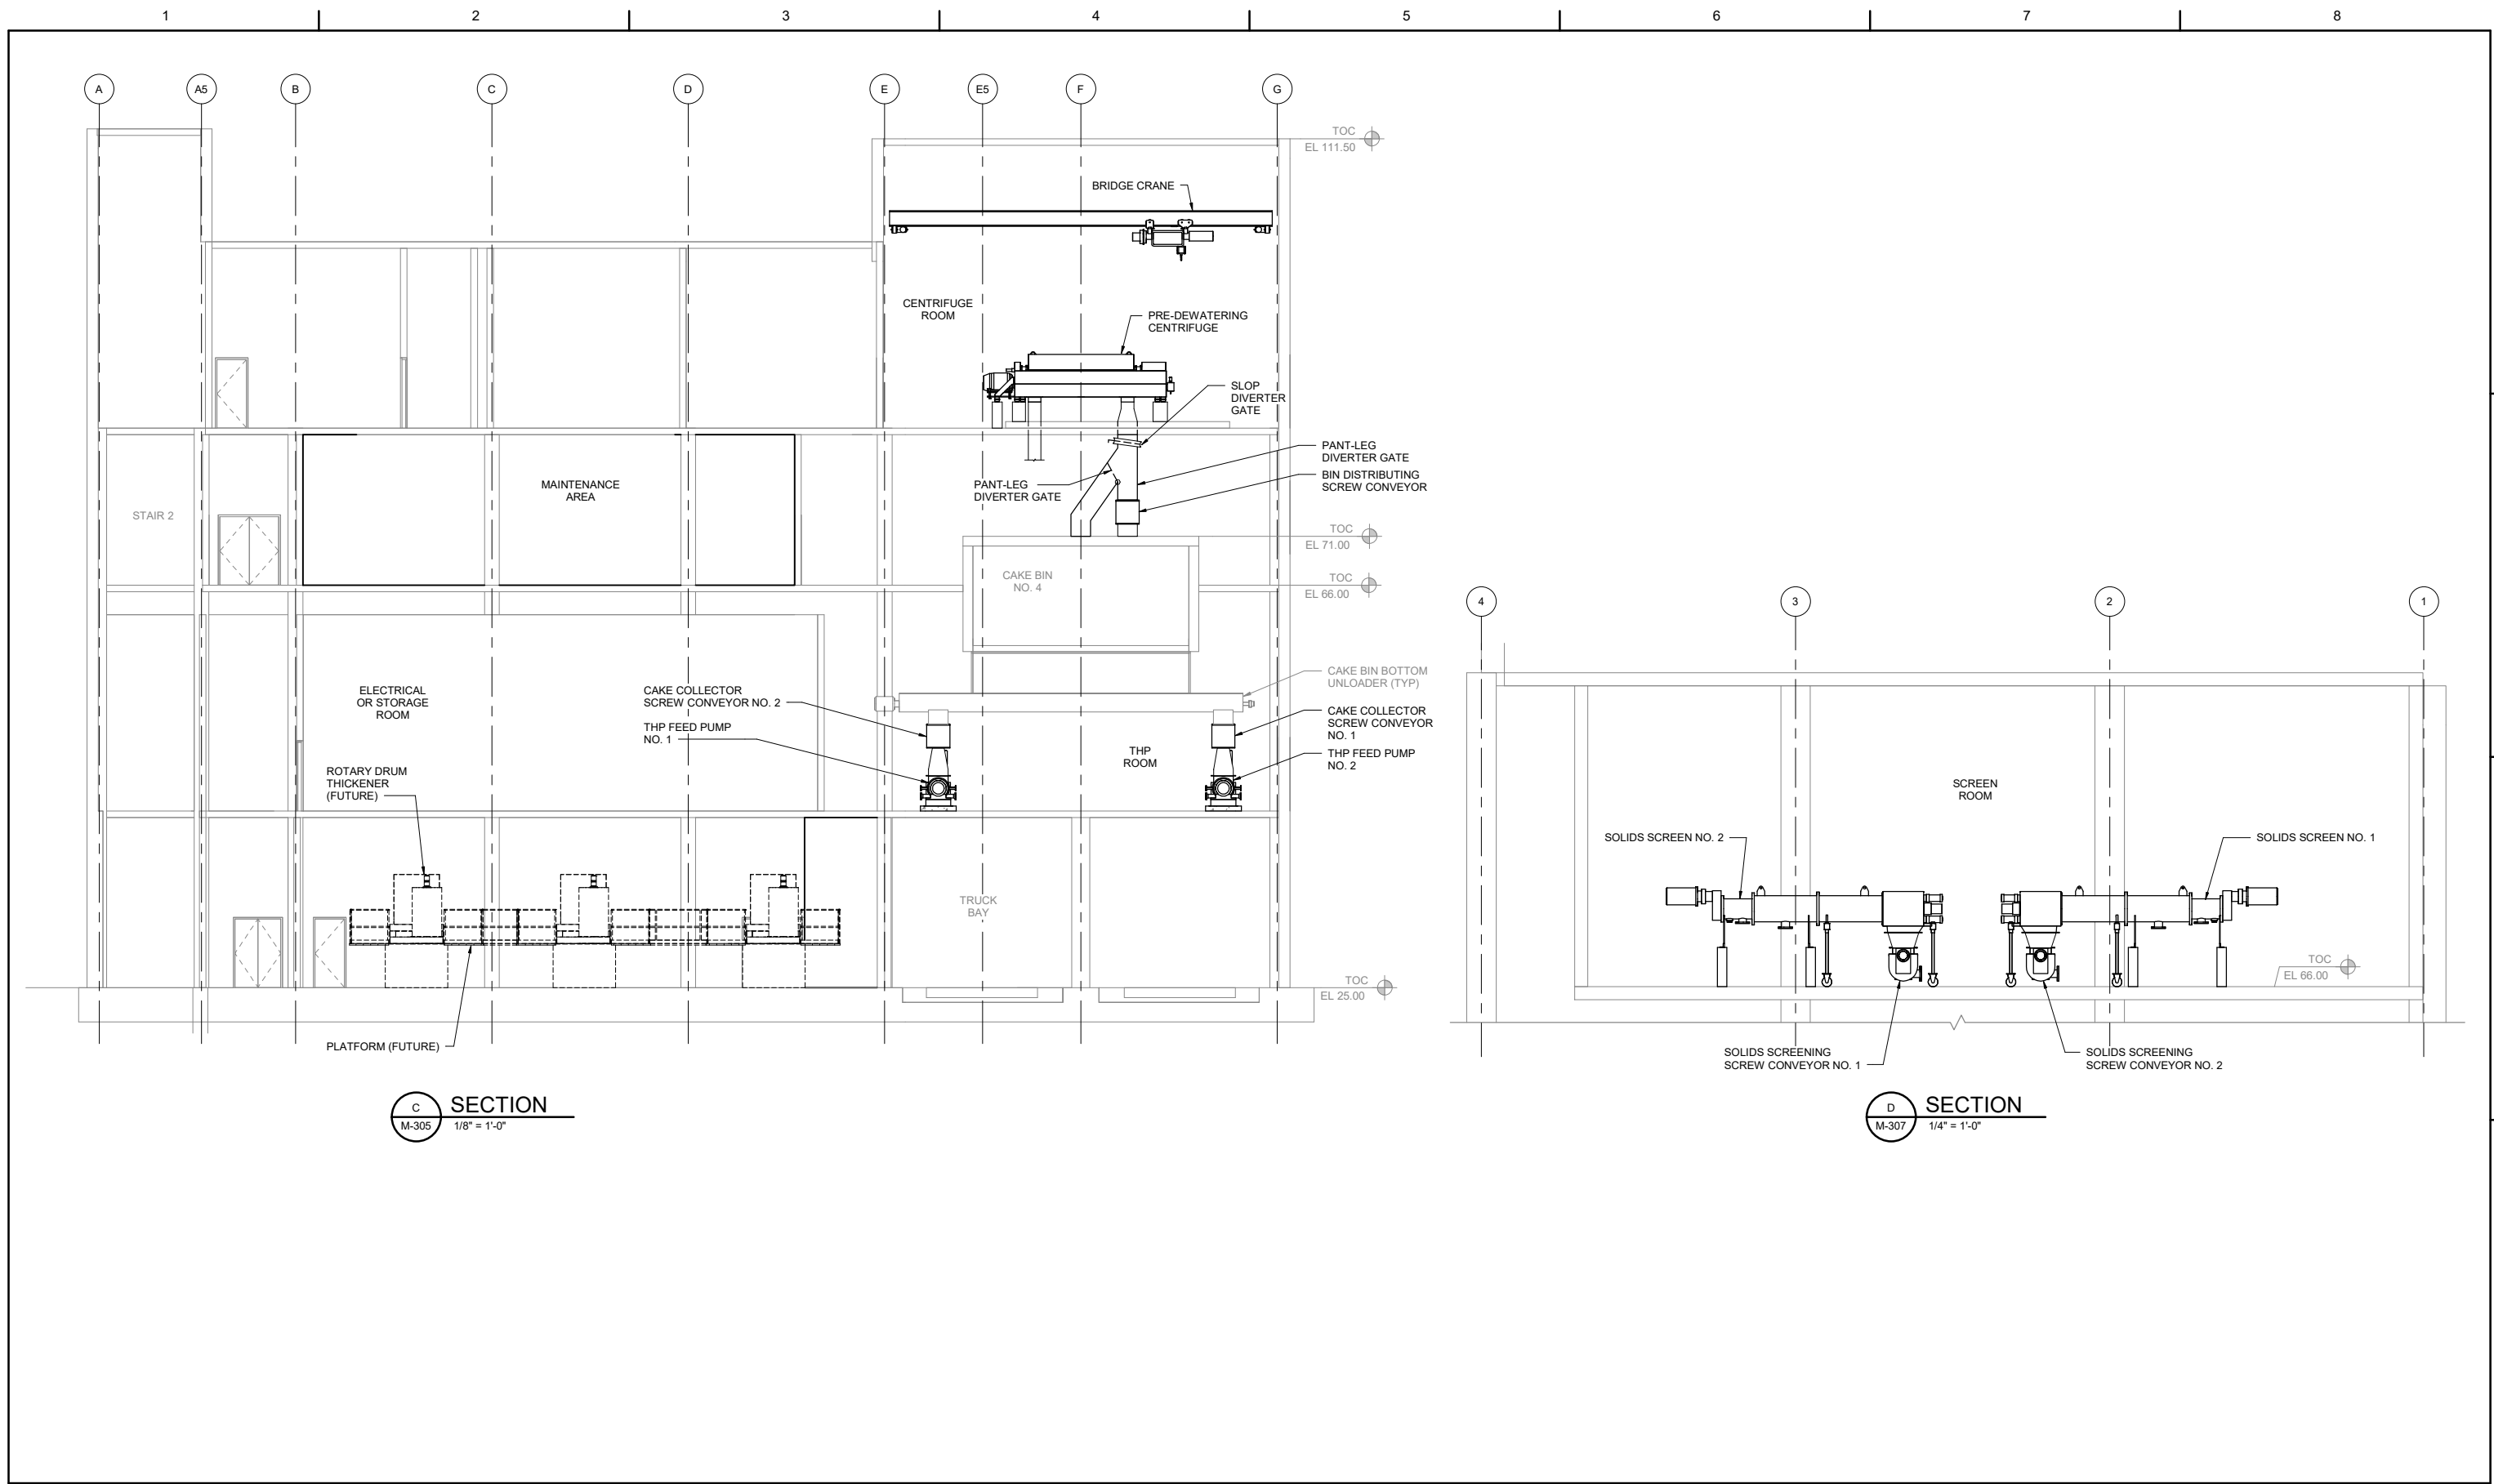 1
2
3
4
5
6
7
8
A
A5
B
C
D
E
E5
F
G
TOC
EL 111.50
BRIDGE CRANE
CENTRIFUGE
ROOM
PRE-DEWATERING
CENTRIFUGE
SLOP
DIVERTER
GATE
PANT-LEG
DIVERTER GATE
BIN DISTRIBUTING
SCREW CONVEYOR
PANT-LEG
DIVERTER GATE
MAINTENANCE
AREA
STAIR 2
TOC
EL 71.00
CAKE BIN
NO. 4
TOC
EL 66.00
CAKE BIN BOTTOM
UNLOADER (TYP)
ELECTRICAL
OR STORAGE
ROOM
CAKE COLLECTOR
SCREW CONVEYOR NO. 2
THP FEED PUMP
NO. 1
CAKE COLLECTOR
SCREW CONVEYOR
NO. 1
THP
ROOM
THP FEED PUMP
NO. 2
ROTARY DRUM
THICKENER
(FUTURE)
TRUCK
BAY
TOC
EL 25.00
PLATFORM (FUTURE)
C
M-305
SECTION
1/8" = 1'-0"
4
3
2
1
SCREEN
ROOM
SOLIDS SCREEN NO. 2
SOLIDS SCREEN NO. 1
TOC
EL 66.00
SOLIDS SCREENING
SCREW CONVEYOR NO. 1
SOLIDS SCREENING
SCREW CONVEYOR NO. 2
D
M-307
SECTION
1/4" = 1'-0"